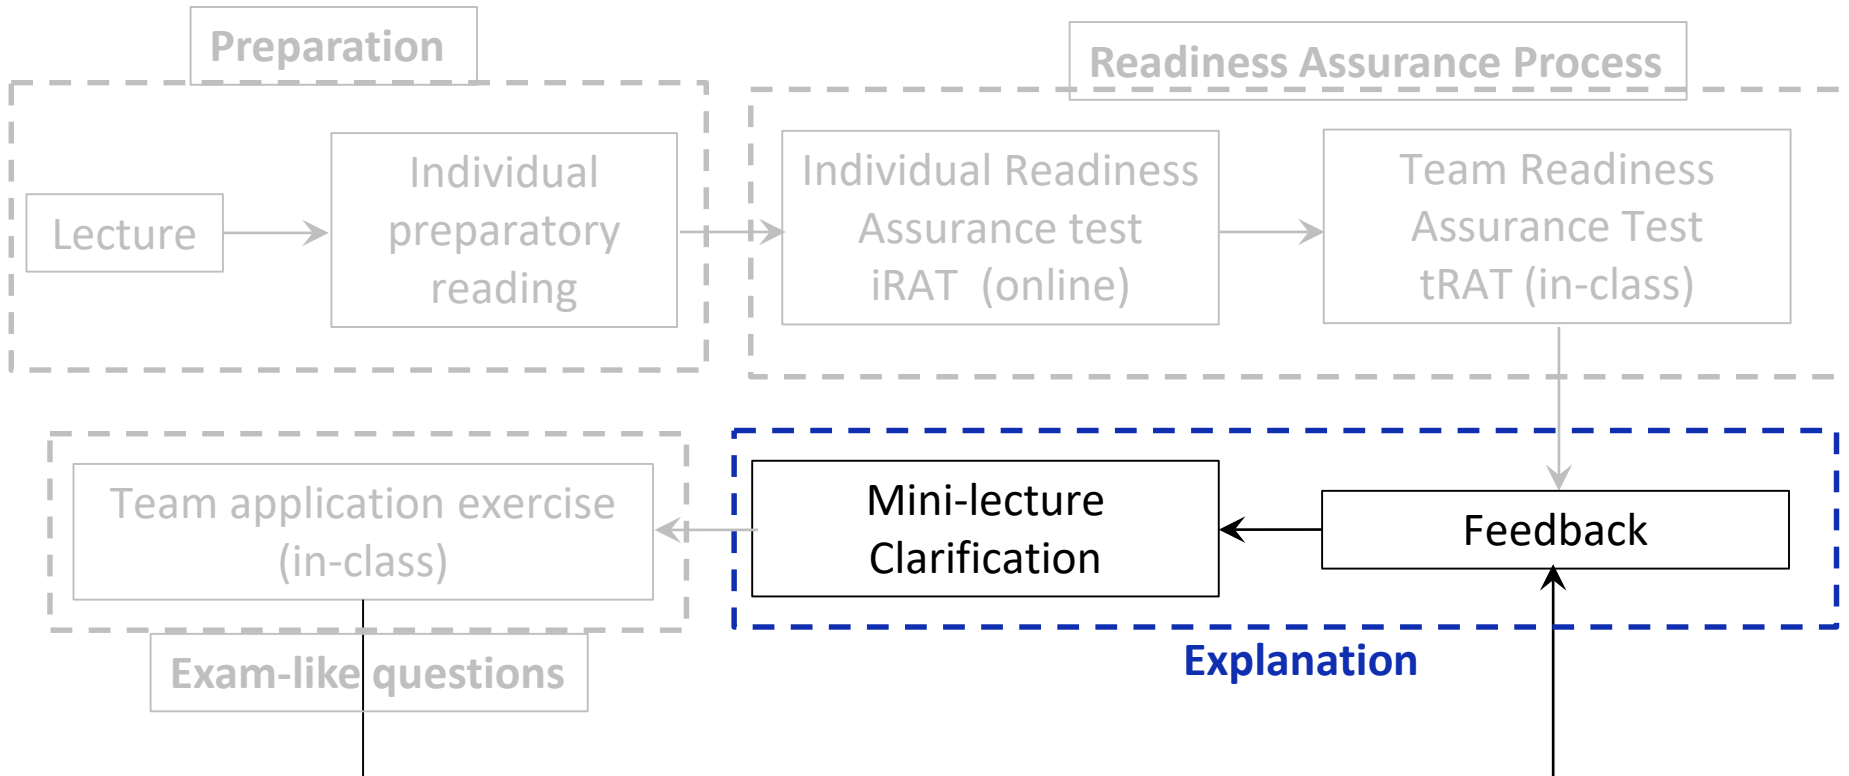 Preparation
Readiness Assurance Process
Lecture
Individual
preparatory
reading
Individual Readiness
Assurance test
iRAT (online)
Team Readiness
Assurance Test
tRAT (in-class)
Team application exercise
(in-class)
Mini-lecture
Clarification
Feedback
Exam-like questions
Explanation